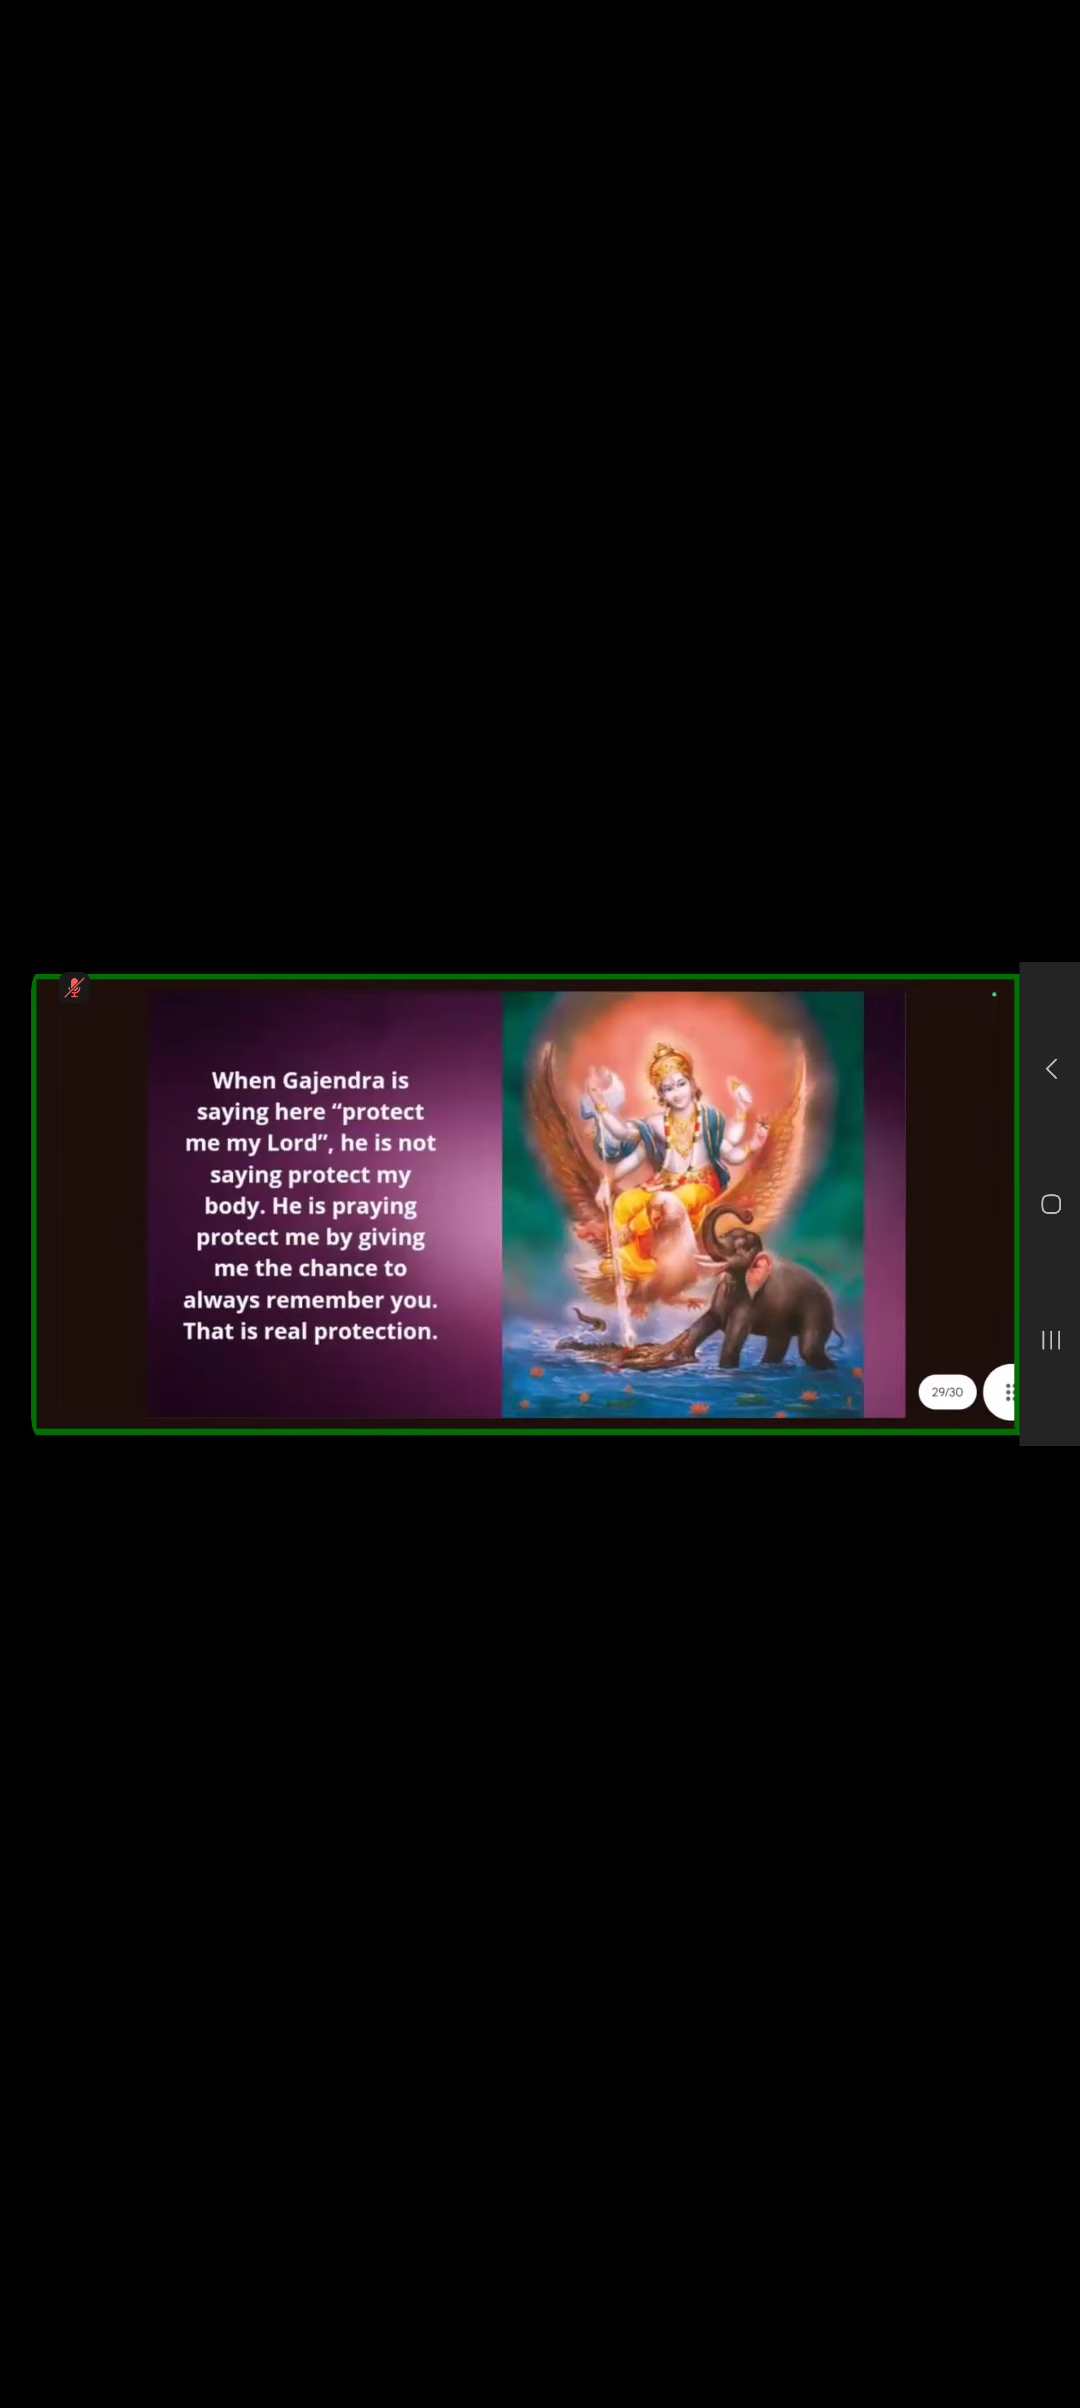 When Gajendra is
saying here “protect
me my Lord”, he is not
saying protect my
body. He is praying
protect me by giving
me the chance to
always remember you.
That is real protection.
29/30